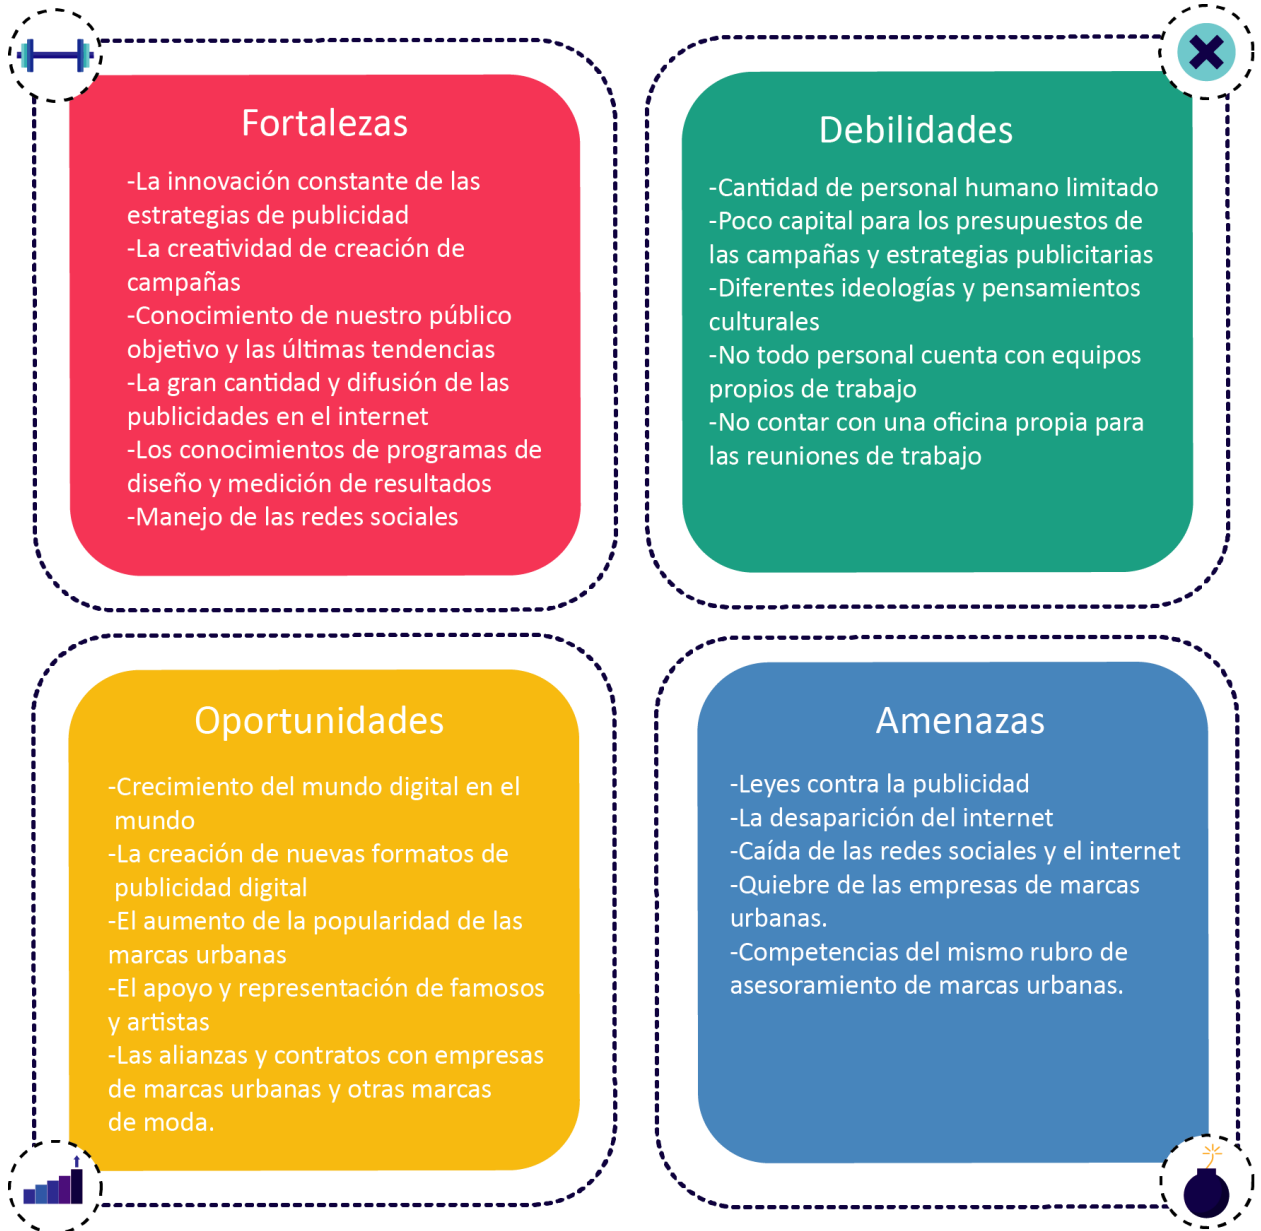 Fortalezas
-La innovación constante de las
estrategias de publicidad
-La creatividad de creación de
campañas
-Conocimiento de nuestro público
objetivo y las últimas tendencias
-La gran cantidad y difusión de las
publicidades en el internet
-Los conocimientos de programas de
diseño y medición de resultados
-Manejo de las redes sociales
Debilidades
-Cantidad de personal humano limitado
-Poco capital para los presupuestos de
las campañas y estrategias publicitarias
-Diferentes ideologías y pensamientos
culturales
-No todo personal cuenta con equipos
propios de trabajo
-No contar con una oficina propia para
las reuniones de trabajo
Oportunidades
-Crecimiento del mundo digital en el
mundo
-La creación de nuevas formatos de
publicidad digital
-El aumento de la popularidad de las
marcas urbanas
-El apoyo y representación de famosos
y artistas
-Las alianzas y contratos con empresas
de marcas urbanas y otras marcas
de moda.
Amenazas
-Leyes contra la publicidad
-La desaparición del internet
-Caída de las redes sociales y el internet
-Quiebre de las empresas de marcas
urbanas.
-Competencias del mismo rubro de
asesoramiento de marcas urbanas.